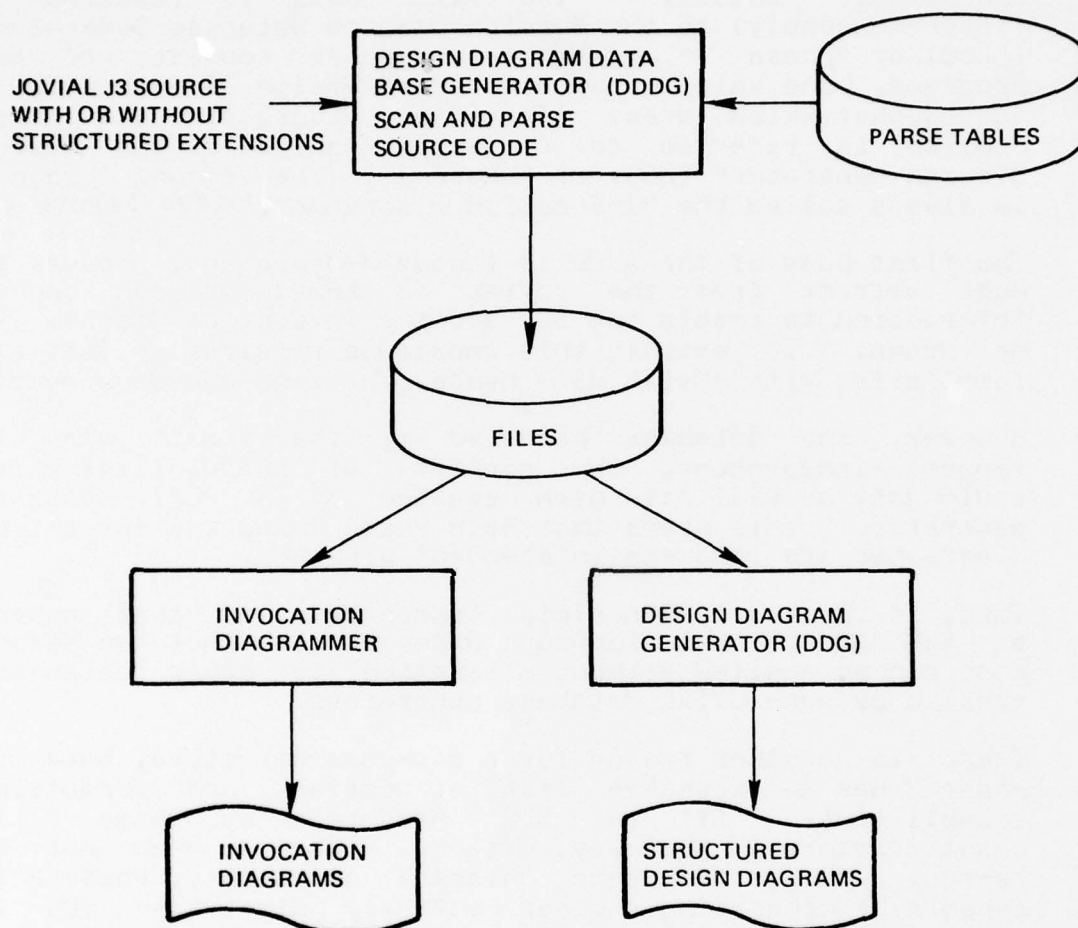 JOVIAL J3 SOURCE
WITH OR WITHOUT
STRUCTURED EXTENSIONS
DESIGN DIAGRAM DATA
BASE GENERATOR (DDDG)
SCAN AND PARSE
SOURCE CODE
PARSE TABLES
FILES
INVOCATION
DIAGRAMMER
DESIGN DIAGRAM
GENERATOR (DDG)
INVOCATION
DIAGRAMS
STRUCTURED
DESIGN DIAGRAMS